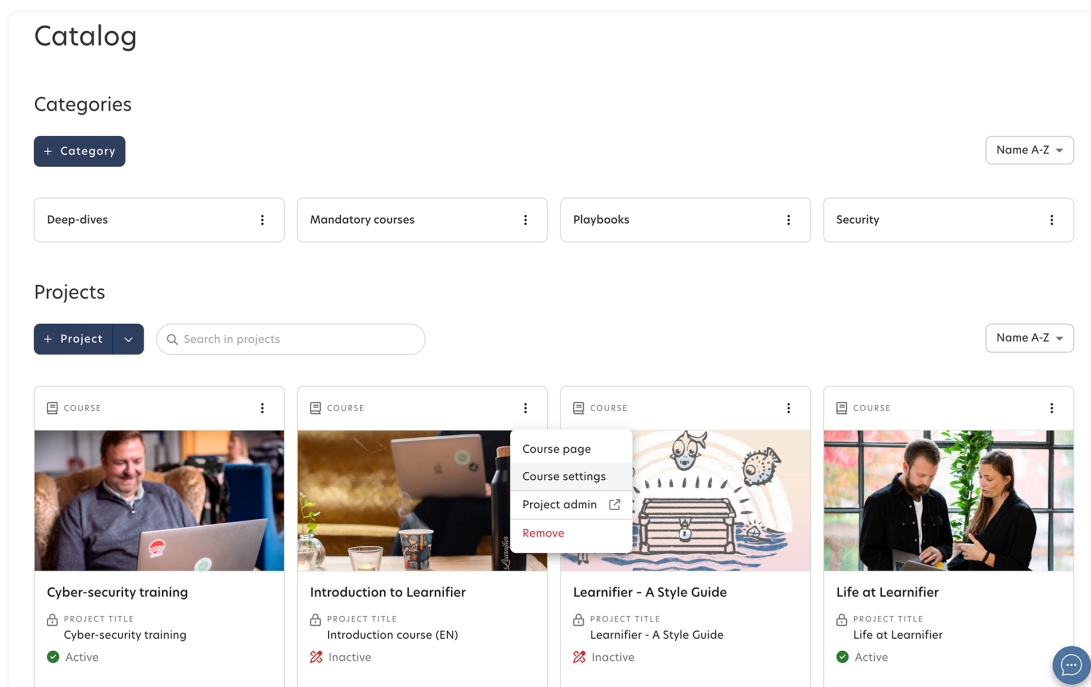 Catalog
Categories
+ Category
Name A-Z
Deep-dives
Mandatory courses
Playbooks
Security
Projects
+ Project
Search in projects
Name A-Z
COURSE
COURSE
COURSE
COURSE
Course page
Course settings
Project admin
Remove
Learnifier
Cyber-security training
PROJECT TITLE
Cyber-security training
Active
Introduction to Learnifier
PROJECT TITLE
Introduction course (EN)
Inactive
Learnifier - A Style Guide
PROJECT TITLE
Learnifier - A Style Guide
Inactive
Life at Learnifier
PROJECT TITLE
Life at Learnifier
Active